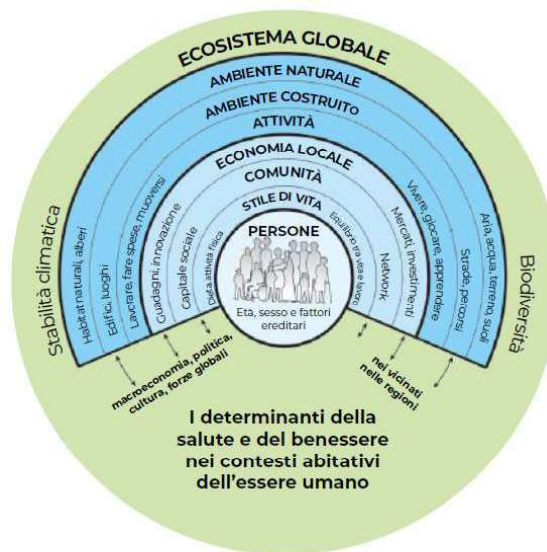 ECOSISTEMA GLOBALE
AMBIENTE NATURALE
AMBIENTE COSTRUITO
ATTIVITÀ
ECONOMIA LOCALE
COMUNITÀ
STILE DI VITA
PERSONE
Età, sesso e fattori
ereditari
Stabilità climatica
Habitat naturali, alberi
Edifici, luoghi
Lavorare, fare spese, muoversi
Guadagni, innovazione
Capitale sociale
Dieta, attività fisica
Equilibrio tra vita e lavoro
Network
Mercati, investimenti
Vivere, giocare, apprendere
Strade, percorsi
Aria, acqua, terreno, suoli
Biodiversità
macroeconomia, politica,
cultura, forze globali
nei vicinati
nelle regioni
I determinanti della
salute e del benessere
nei contesti abitativi
dell'essere umano